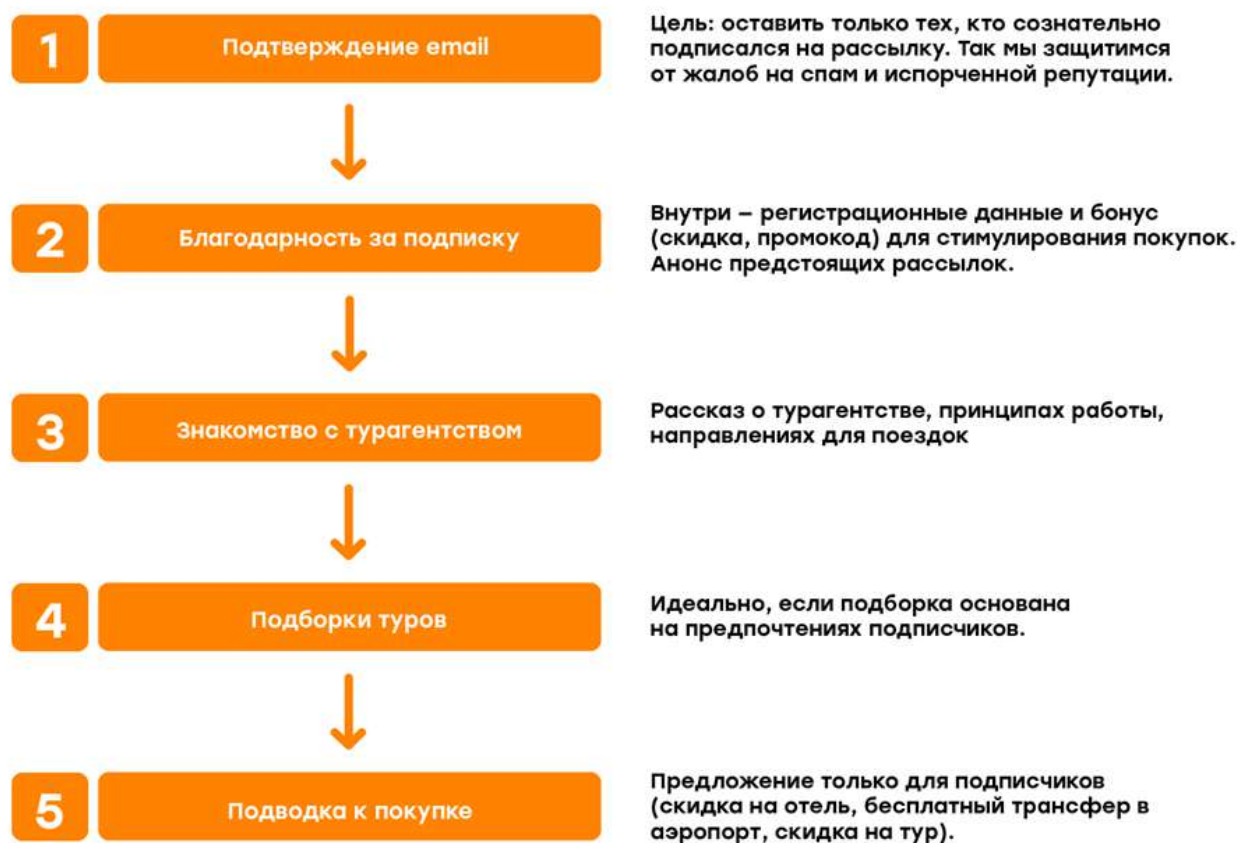 1
Подтверждение email
Цель: оставить только тех, кто сознательно
подписался на рассылку. Так мы защитимся
от жалоб на спам и испорченной репутации.
2
Благодарность за подписку
Внутри – регистрационные данные и бонус
(скидка, промокод) для стимулирования покупок.
Анонс предстоящих рассылок.
3
Знакомство с турагентством
Рассказ о турагентстве, принципах работы,
направлениях для поездок
4
Подборки туров
Идеально, если подборка основана
на предпочтениях подписчиков.
5
Подводка к покупке
Предложение только для подписчиков
(скидка на отель, бесплатный трансфер в
аэропорт, скидка на тур).